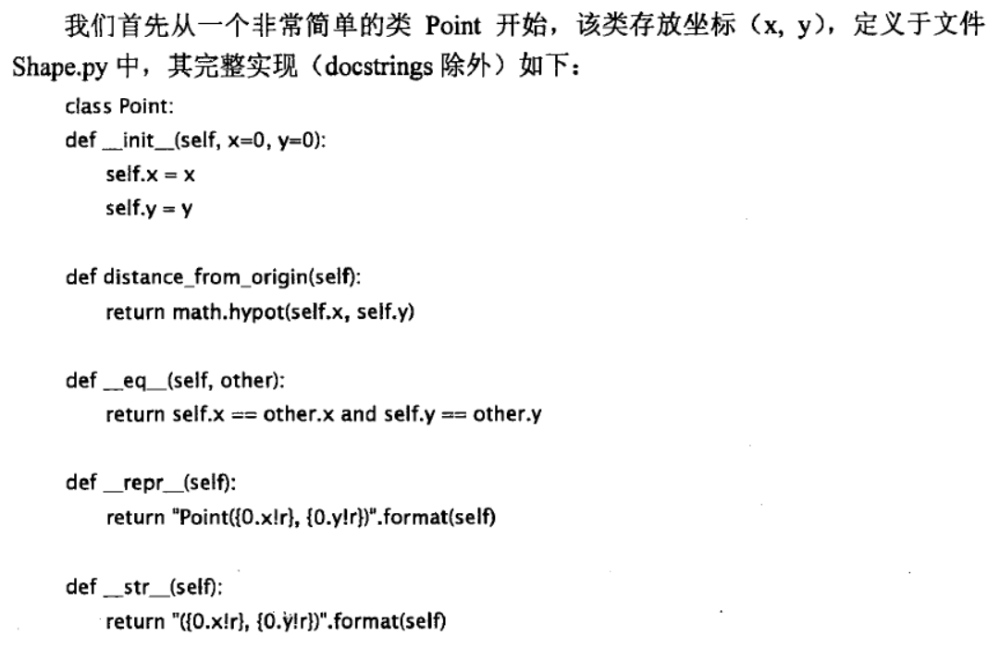 我们首先从一个非常简单的类 Point 开始，该类存放坐标（x, y），定义于文件
Shape.py 中，其完整实现（docstrings 除外）如下：
class Point:
def __init__(self, x=0, y=0):
self.x = x
self.y = y
def distance_from_origin(self):
return math.hypot(self.x, self.y)
def __eq__(self, other):
return self.x == other.x and self.y == other.y
def __repr__(self):
return "Point({0.x!r}, {0.y!r})".format(self)
def __str__(self):
return "({0.x!r}, {0.y!r})".format(self)